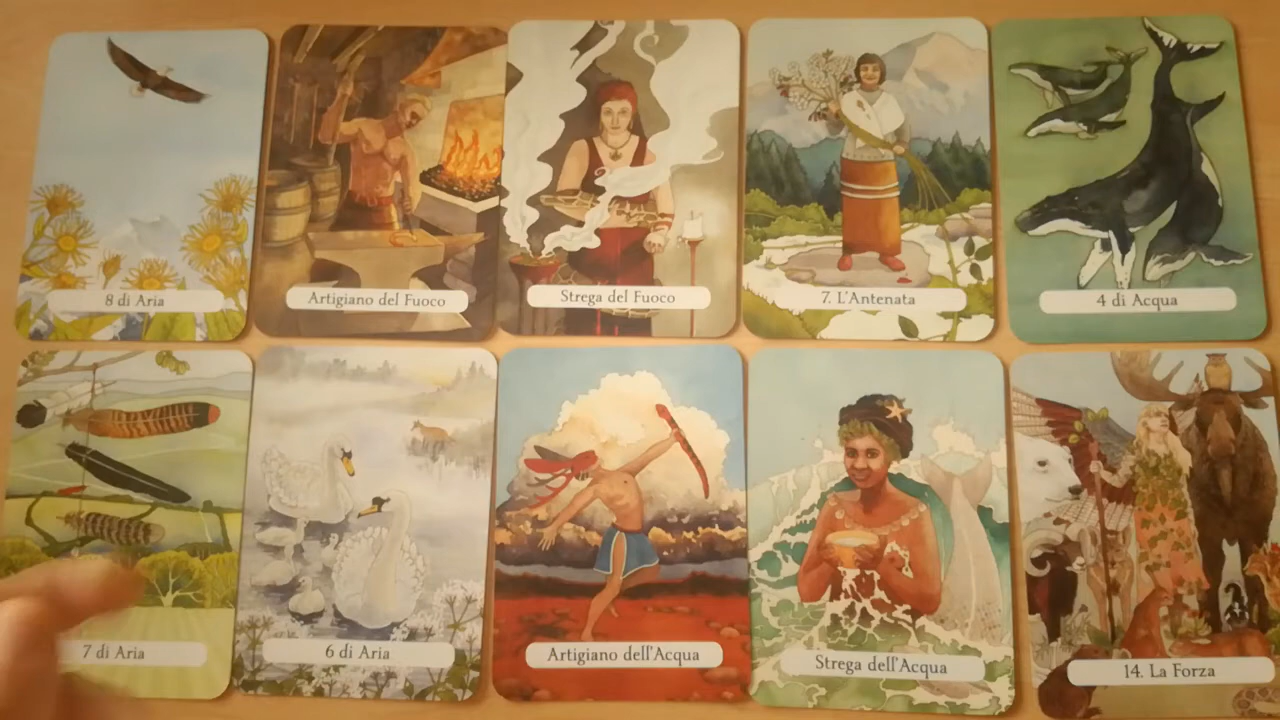 8 di Aria
Artigiano del Fuoco
Strega del Fuoco
7. L'Antenata
4 di Acqua
7 di Aria
6 di Aria
Artigiano dell'Acqua
Strega dell'Acqua
14. La Forza